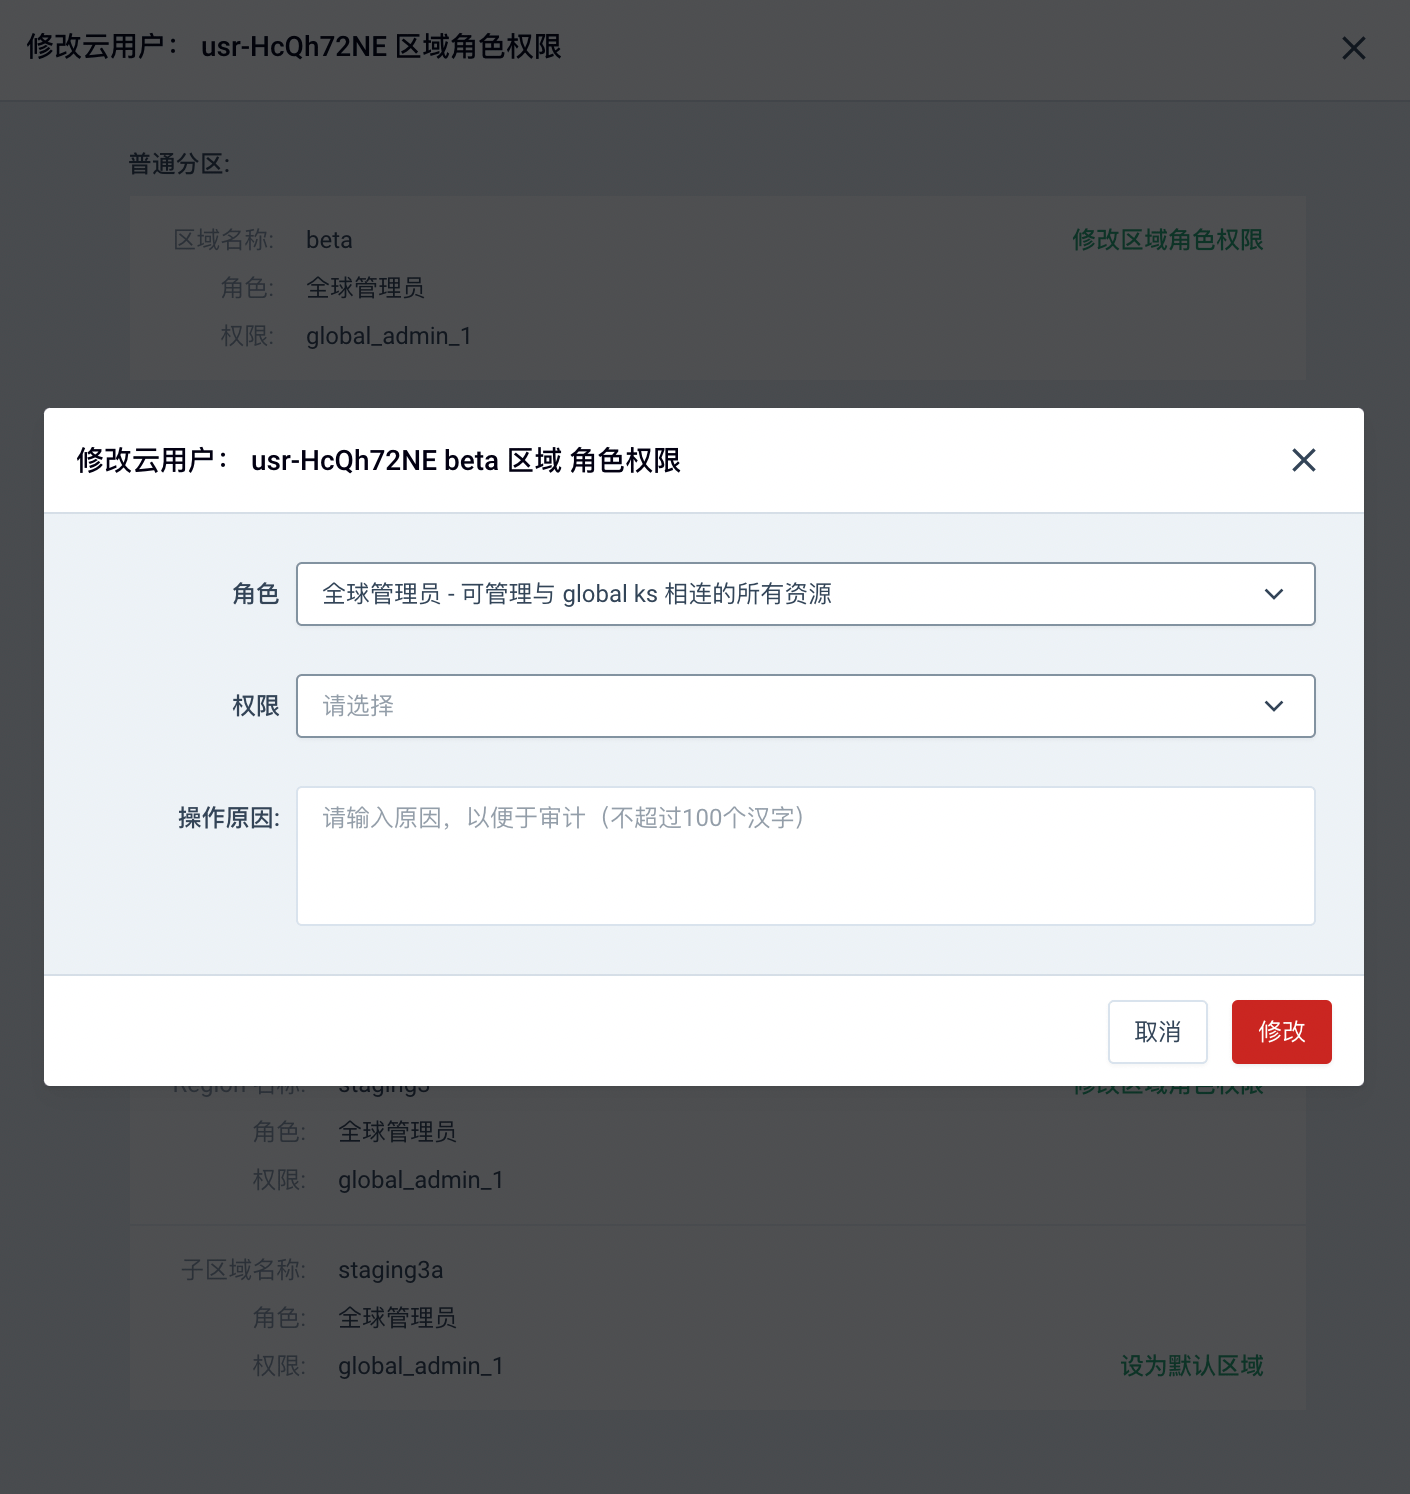 修改云用户： usr-HcQh72NE 区域角色权限
普通分区:
区域名称: beta 修改区域角色权限
角色: 全球管理员
权限: global_admin_1
修改云用户： usr-HcQh72NE beta 区域 角色权限
角色 全球管理员 - 可管理与 global ks 相连的所有资源
权限 请选择
操作原因: 请输入原因，以便于审计（不超过100个汉字）
取消 修改
Region 名称: staging3 修改区域角色权限
角色: 全球管理员
权限: global_admin_1
子区域名称: staging3a
角色: 全球管理员
权限: global_admin_1 设为默认区域